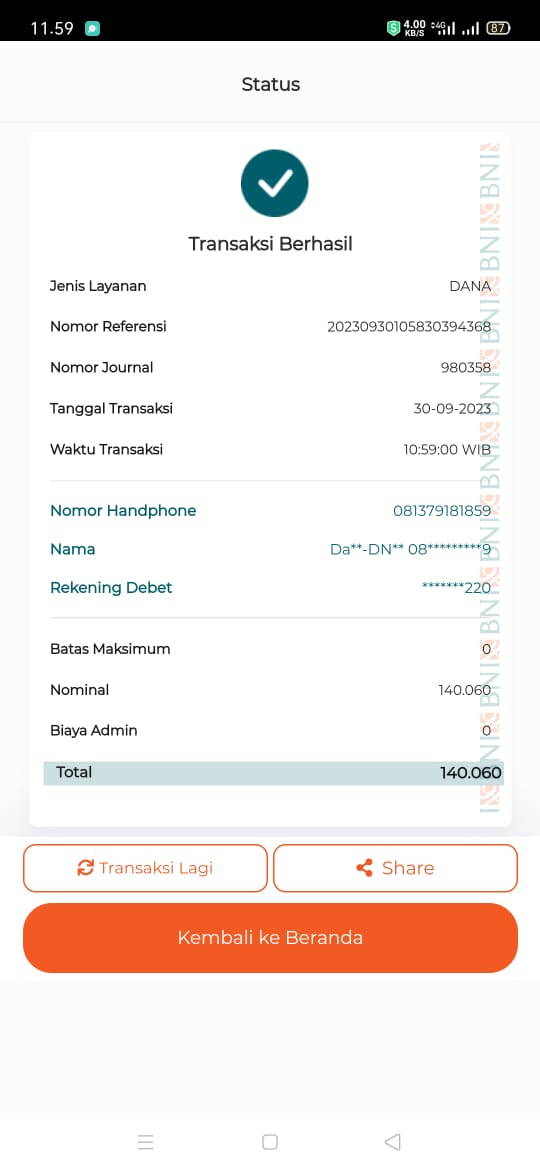 11.59
4.00 KB/S
4G
87
Status
Transaksi Berhasil
Jenis Layanan DANA
Nomor Referensi 20230930105830394368
Nomor Journal 980358
Tanggal Transaksi 30-09-2023
Waktu Transaksi 10:59:00 WIB
Nomor Handphone 081379181859
Nama Da**-DN** 08*********9
Rekening Debet *******220
Batas Maksimum 0
Nominal 140.060
Biaya Admin 0
Total 140.060
BNI BNI BNI BNI BNI BNI BNI BNI BNI
Transaksi Lagi
Share
Kembali ke Beranda